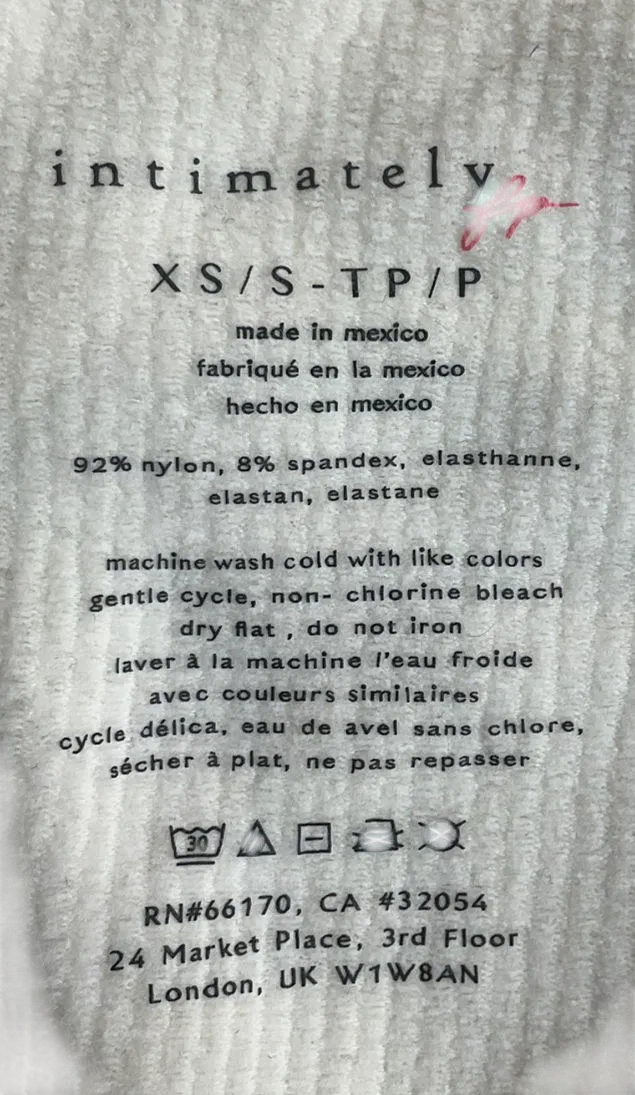 intimately
XS/S-TP/P
made in mexico
fabriqué en la mexico
hecho en mexico
92% nylon, 8% spandex, elasthanne,
elastan, elastane
machine wash cold with like colors
gentle cycle, non- chlorine bleach
dry flat , do not iron
laver à la machine l'eau froide
avec couleurs similaires
cycle délica, eau de avel sans chlore,
sécher à plat, ne pas repasser
30
RN#66170, CA #32054
24 Market Place, 3rd Floor
London, UK W1W8AN